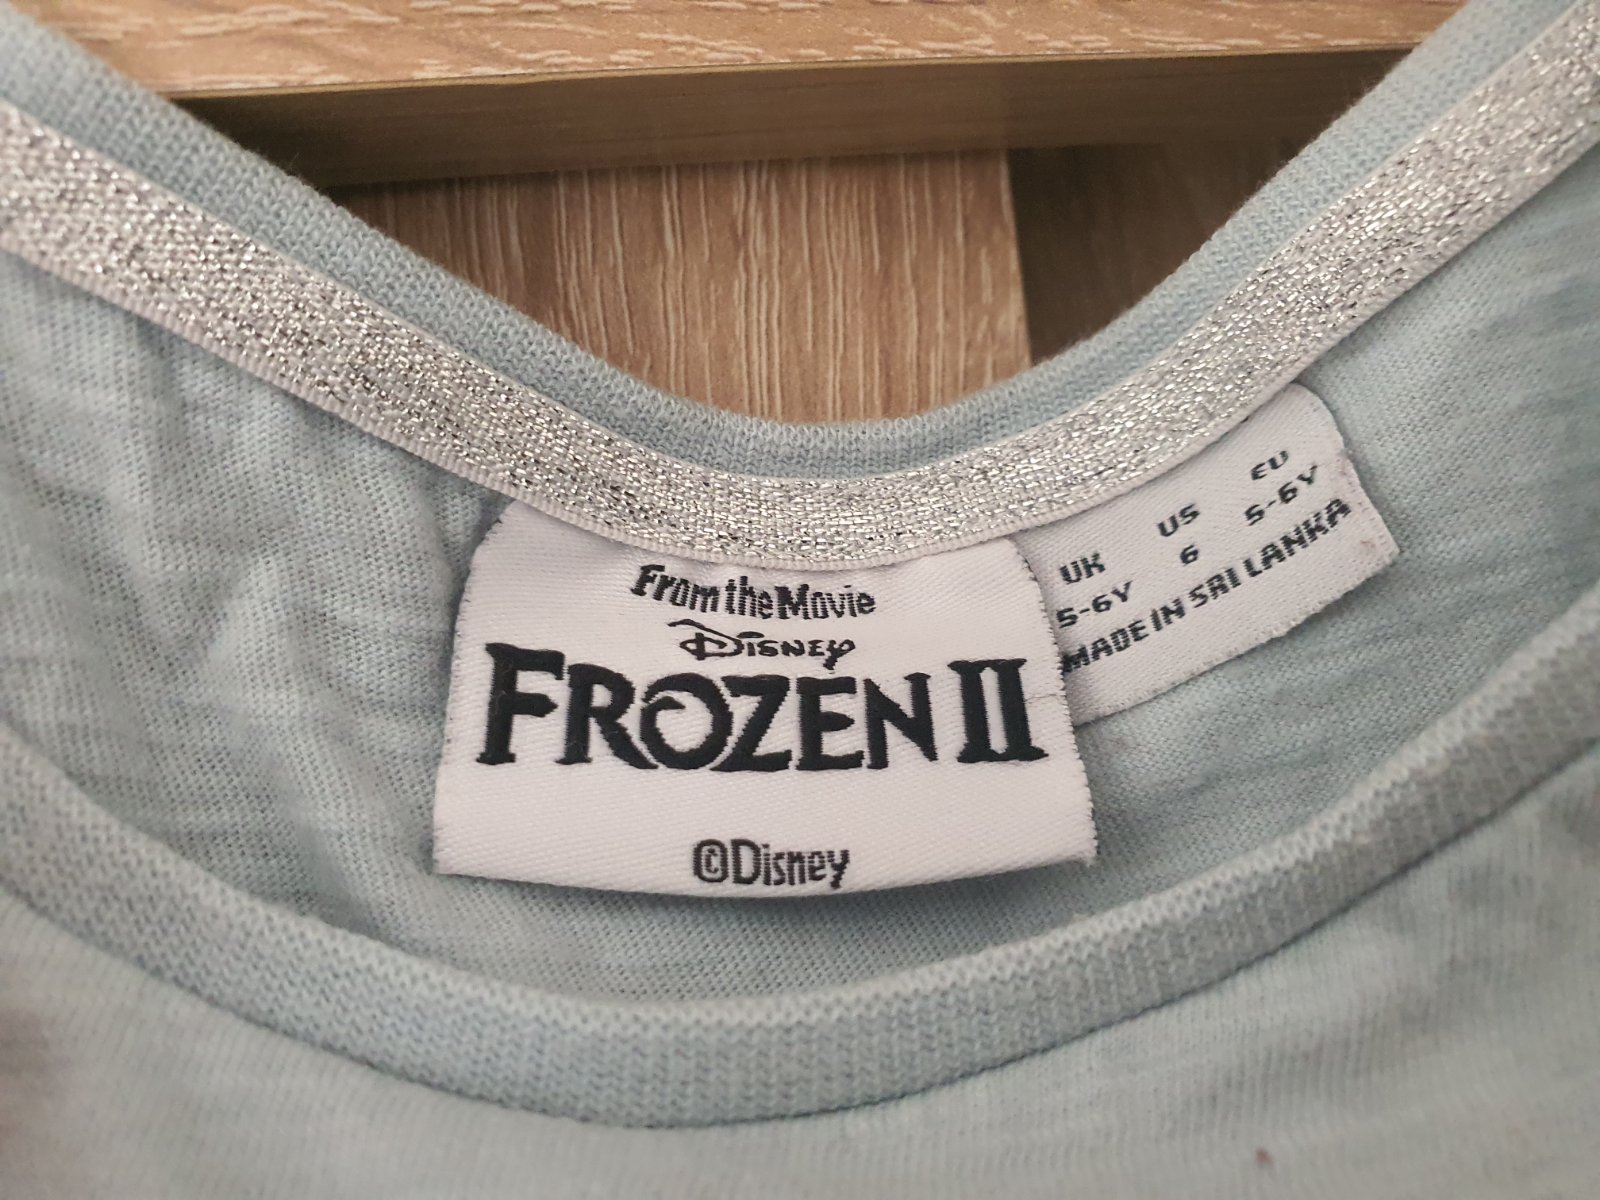 From the Movie
Disney
FROZEN II
©Disney
UK US EU
5-6Y 6 5-6Y
MADE IN SRI LANKA